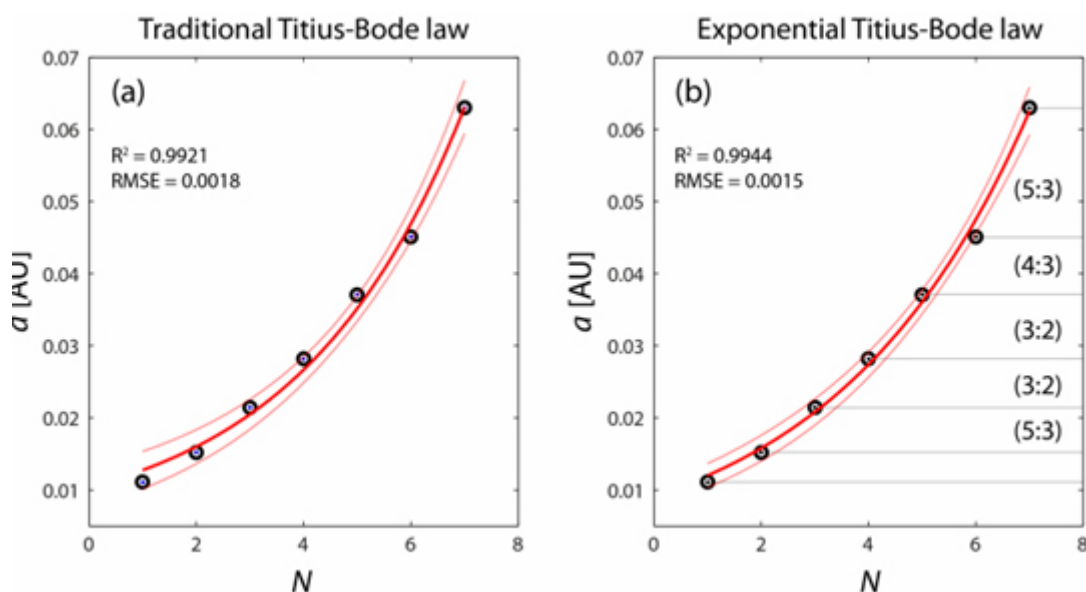 Traditional Titius-Bode law
(a)
R² = 0.9921
RMSE = 0.0018
0.07
0.06
0.05
0.04
0.03
0.02
0.01
a [AU]
0 2 4 6 8
N
Exponential Titius-Bode law
(b)
R² = 0.9944
RMSE = 0.0015
0.07
0.06
0.05
0.04
0.03
0.02
0.01
a [AU]
(5:3)
(4:3)
(3:2)
(3:2)
(5:3)
0 2 4 6 8
N